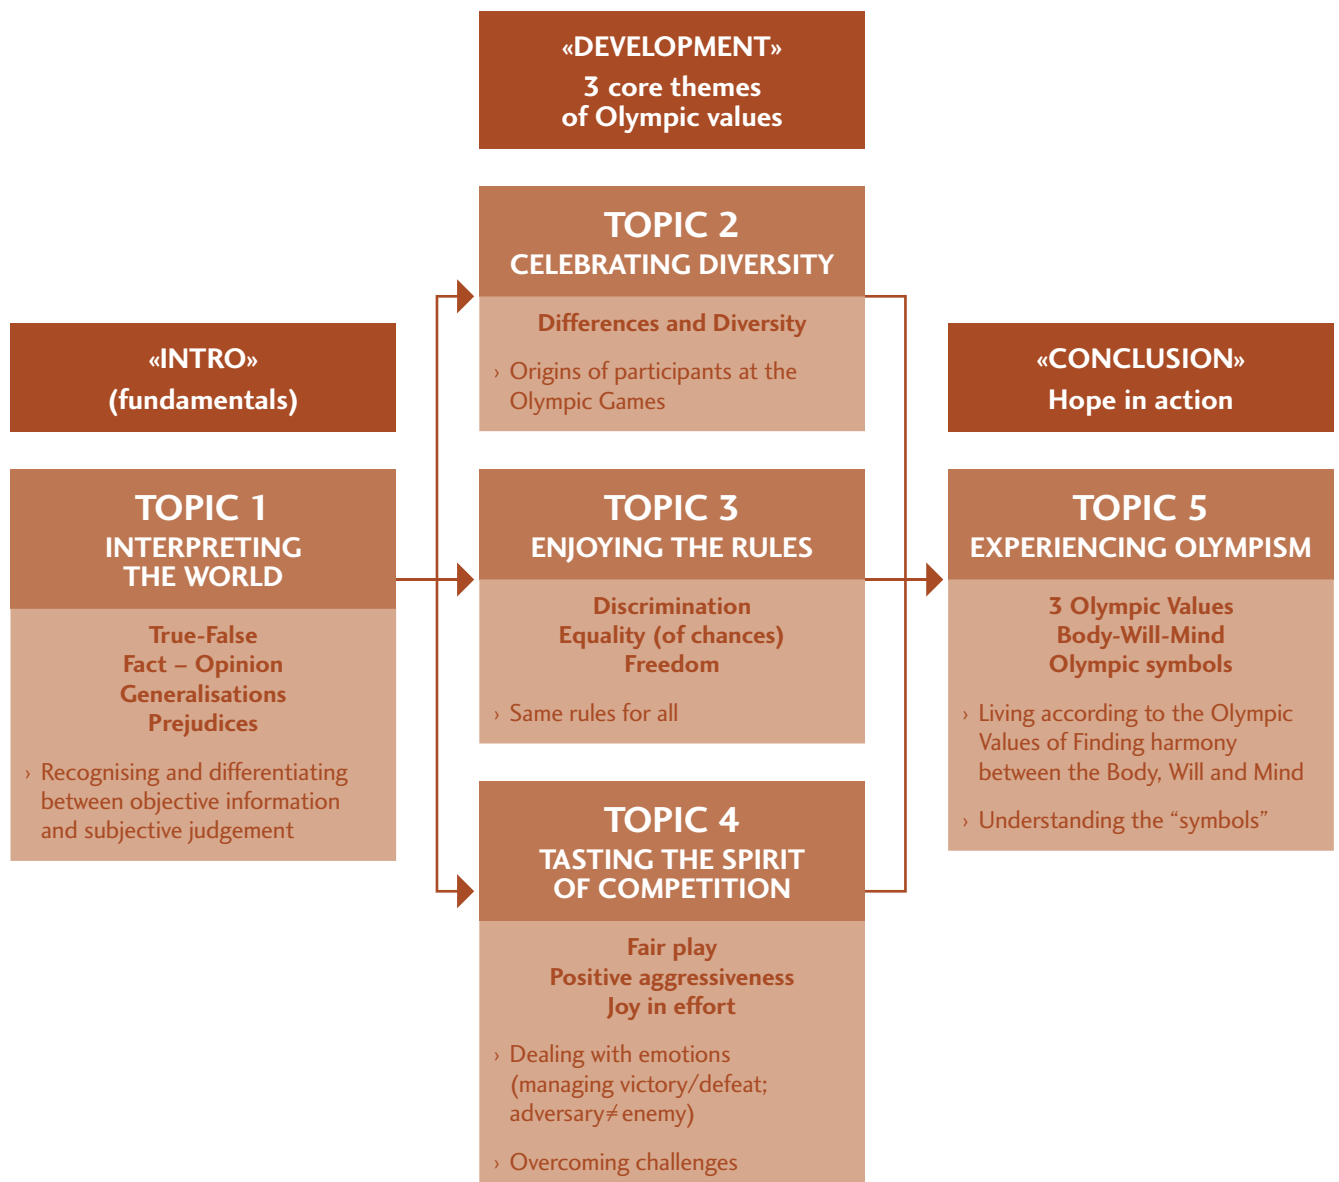 «DEVELOPMENT»
3 core themes
of Olympic values
«INTRO»
(fundamentals)
TOPIC 1
INTERPRETING
THE WORLD
True-False
Fact – Opinion
Generalisations
Prejudices
› Recognising and differentiating
between objective information
and subjective judgement
TOPIC 2
CELEBRATING DIVERSITY
Differences and Diversity
› Origins of participants at the
Olympic Games
TOPIC 3
ENJOYING THE RULES
Discrimination
Equality (of chances)
Freedom
› Same rules for all
TOPIC 4
TASTING THE SPIRIT
OF COMPETITION
Fair play
Positive aggressiveness
Joy in effort
› Dealing with emotions
(managing victory/defeat;
adversary≠enemy)
› Overcoming challenges
«CONCLUSION»
Hope in action
TOPIC 5
EXPERIENCING OLYMPISM
3 Olympic Values
Body-Will-Mind
Olympic symbols
› Living according to the Olympic
Values of Finding harmony
between the Body, Will and Mind
› Understanding the “symbols”